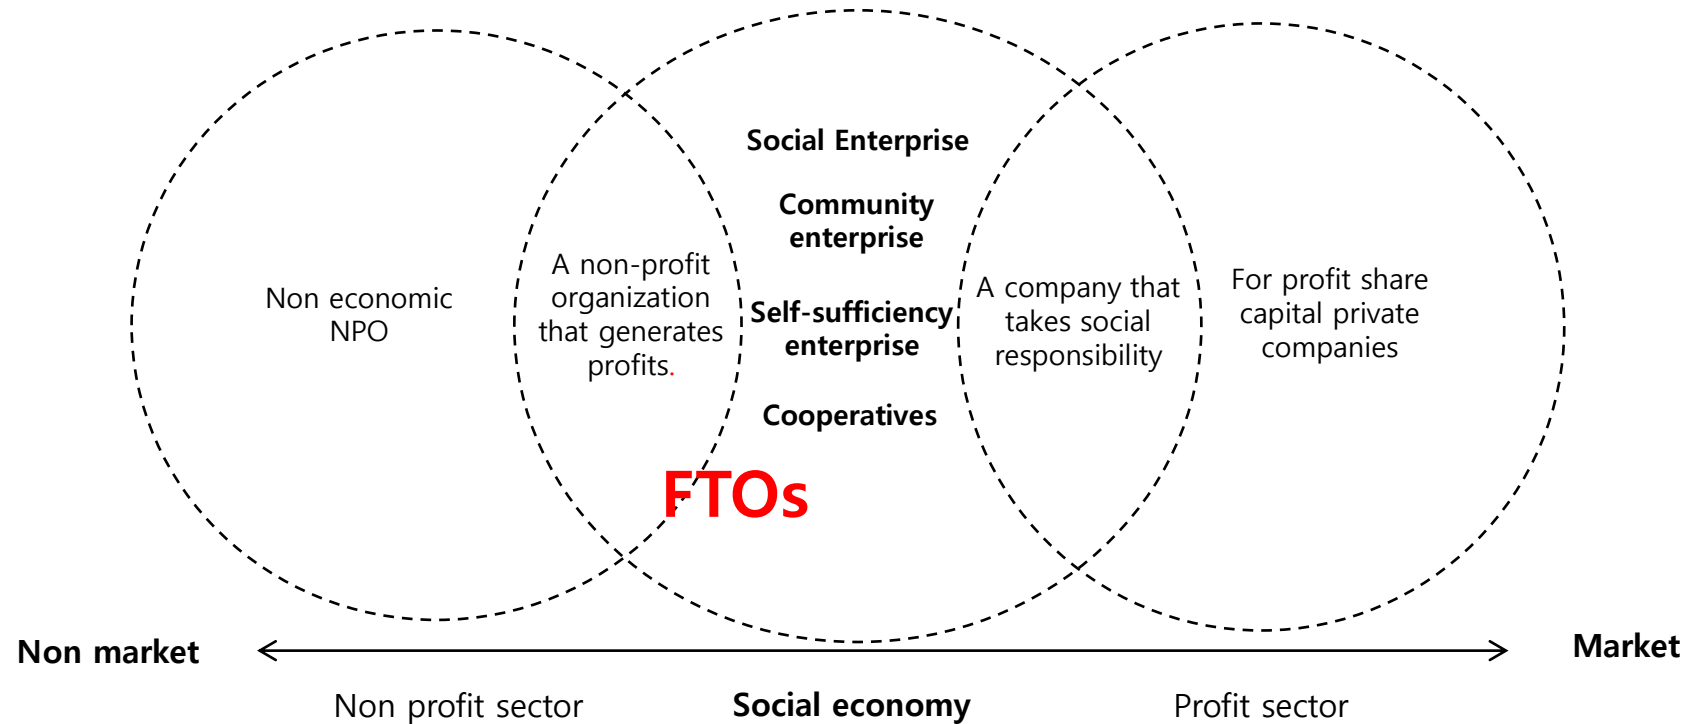 Social Enterprise
Community
enterprise
Non economic
NPO
A non-profit
organization
that generates
profits.
Self-sufficiency
enterprise
A company that
takes social
responsibility
For profit share
capital private
companies
Cooperatives
FTOs
Non market
Market
Non profit sector
Social economy
Profit sector